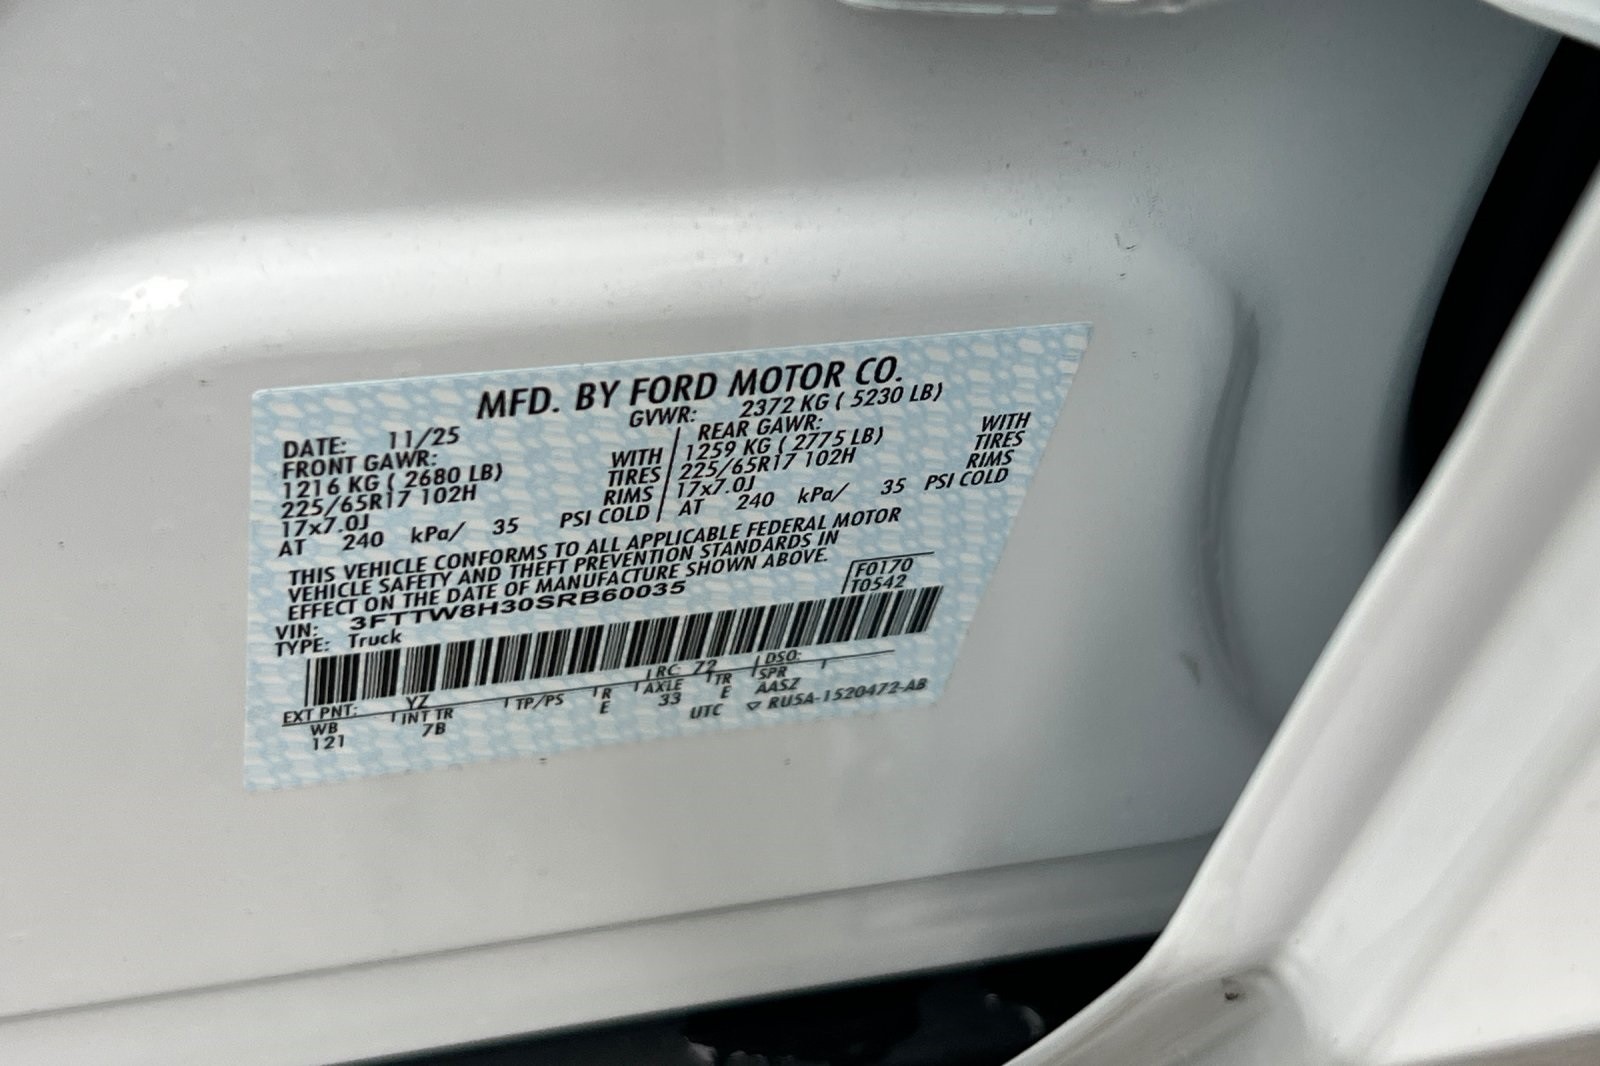 MFD. BY FORD MOTOR CO.
DATE: 11/25 GVWR: 2372 KG ( 5230 LB)
FRONT GAWR: REAR GAWR:
1216 KG ( 2680 LB) WITH 1259 KG ( 2775 LB) WITH
225/65R17 102H TIRES 225/65R17 102H TIRES
17x7.0J RIMS 17x7.0J RIMS
AT 240 kPa/ 35 PSI COLD AT 240 kPa/ 35 PSI COLD
THIS VEHICLE CONFORMS TO ALL APPLICABLE FEDERAL MOTOR
VEHICLE SAFETY AND THEFT PREVENTION STANDARDS IN
EFFECT ON THE DATE OF MANUFACTURE SHOWN ABOVE.
VIN: 3FTTW8H30SRB60035 F0170
TYPE: Truck T0542
EXT PNT: YZ RC: 72 DSO:
WB INT TR TP/PS R AXLE TR SPR
121 7B E 33 E AASZ
UTC ▽ RU5A-1520472-AB